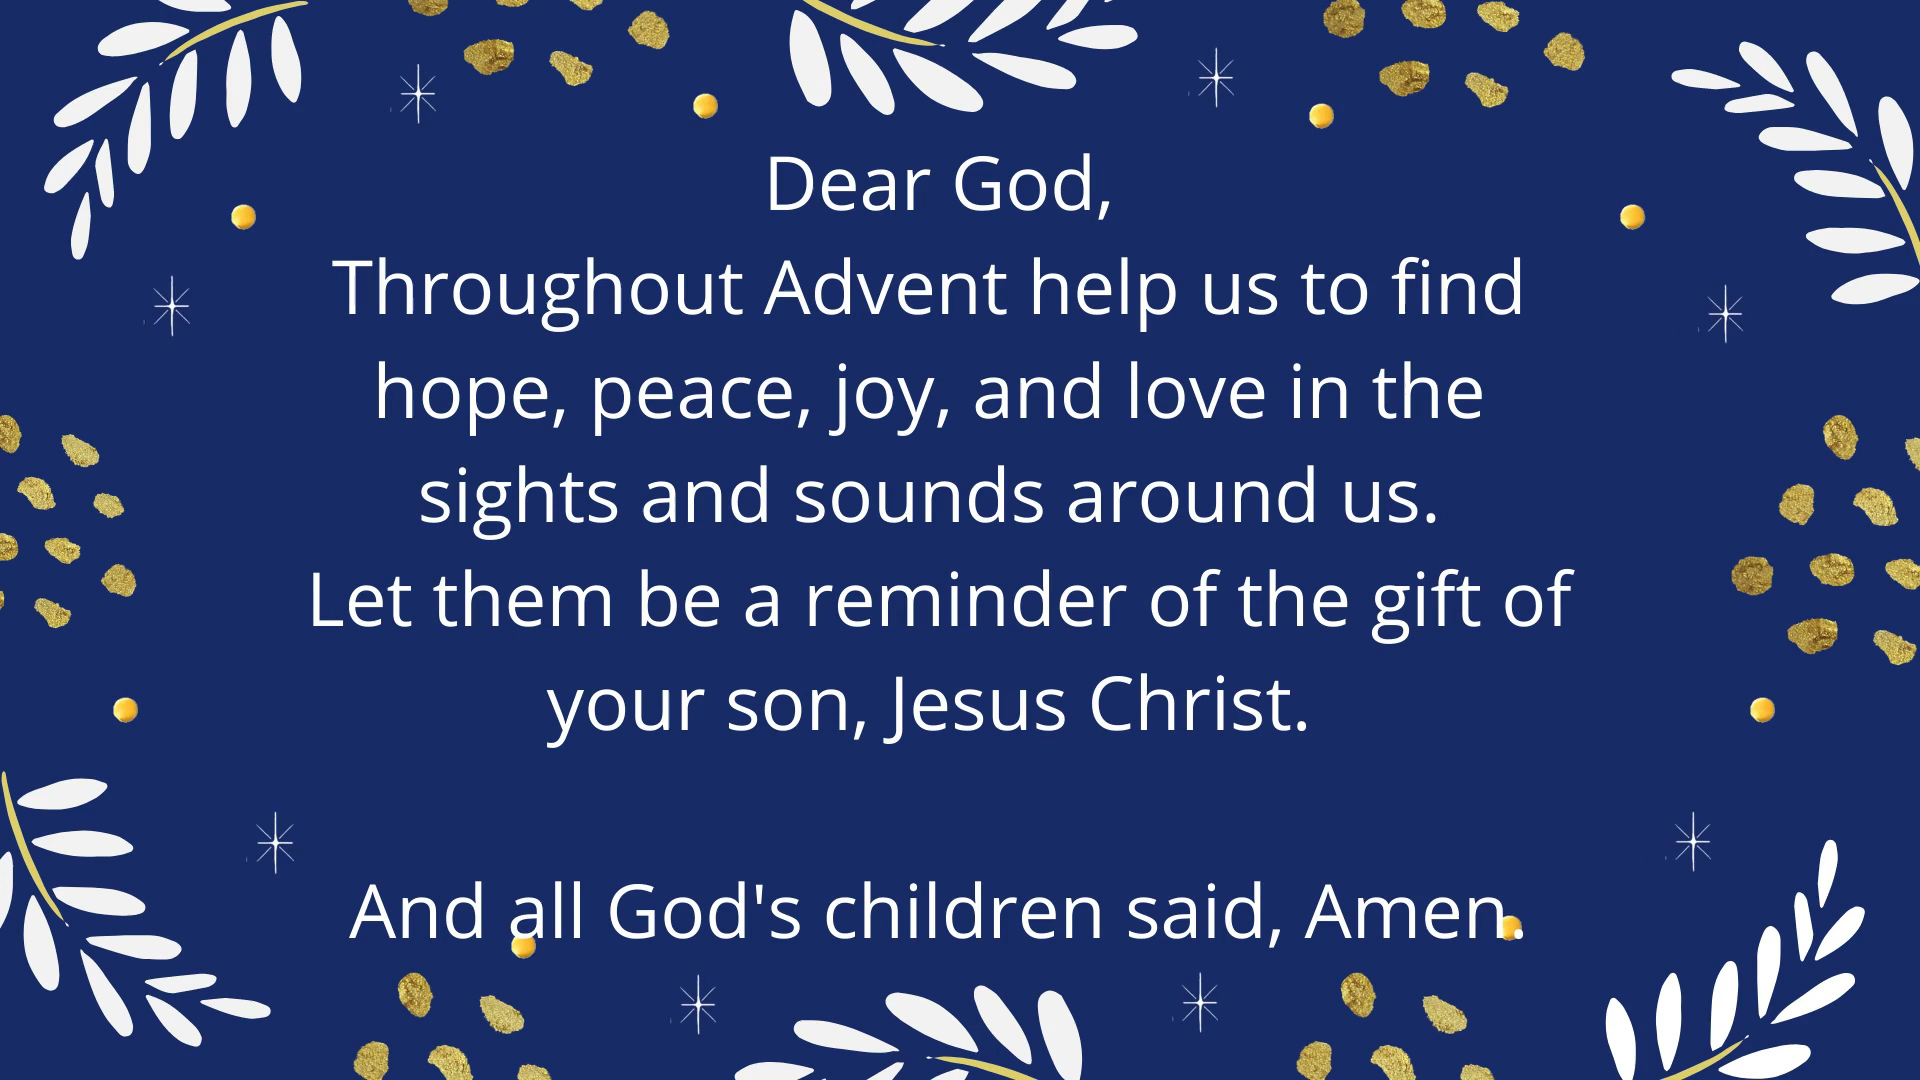 Dear God,
Throughout Advent help us to find
hope, peace, joy, and love in the
sights and sounds around us.
Let them be a reminder of the gift of
your son, Jesus Christ.
And all God's children said, Amen.